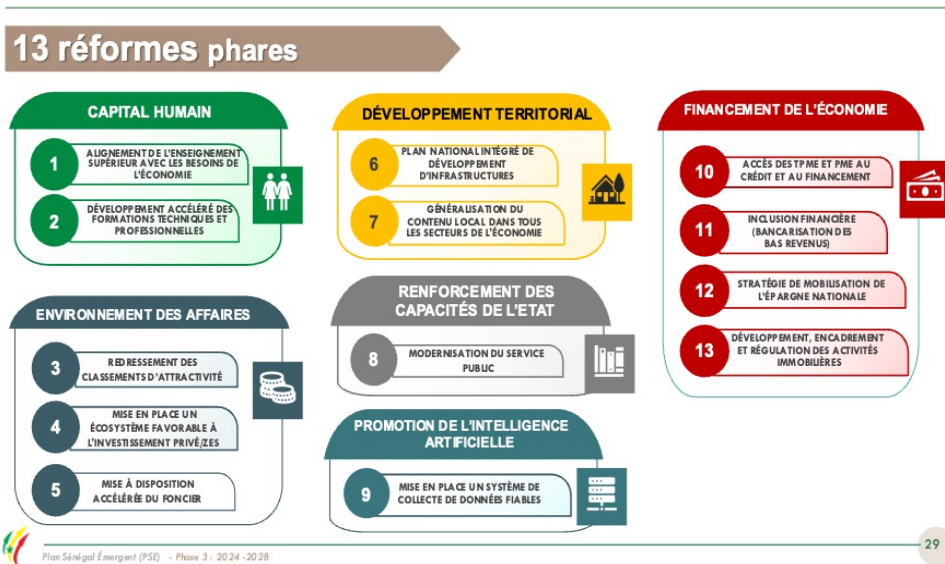 13 réformes phares
CAPITAL HUMAIN
1
ALIGNEMENT DE L'ENSEIGNEMENT
SUPÉRIEUR AVEC LES BESOINS DE
L'ÉCONOMIE
2
DÉVELOPPEMENT ACCÉLÉRÉ DES
FORMATIONS TECHNIQUES ET
PROFESSIONNELLES
ENVIRONNEMENT DES AFFAIRES
3
REDRESSEMENT DES
CLASSEMENTS D'ATTRACTIVITÉ
4
MISE EN PLACE UN
ÉCOSYSTÈME FAVORABLE À
L'INVESTISSEMENT PRIVÉ/ZES
5
MISE À DISPOSITION
ACCÉLÉRÉE DU FONCIER
DÉVELOPPEMENT TERRITORIAL
6
PLAN NATIONAL INTÉGRÉ DE
DÉVELOPPEMENT
D'INFRASTRUCTURES
7
GÉNÉRALISATION DU
CONTENU LOCAL DANS TOUS
LES SECTEURS DE L'ÉCONOMIE
RENFORCEMENT DES
CAPACITÉS DE L'ETAT
8
MODERNISATION DU SERVICE
PUBLIC
PROMOTION DE L'INTELLIGENCE
ARTIFICIELLE
9
MISE EN PLACE UN SYSTÈME DE
COLLECTE DE DONNÉES FIABLES
FINANCEMENT DE L'ÉCONOMIE
10
ACCÈS DES TPME ET PME AU
CRÉDIT ET AU FINANCEMENT
11
INCLUSION FINANCIÈRE
(BANCARISATION DES
BAS REVENUS)
12
STRATÉGIE DE MOBILISATION DE
L'ÉPARGNE NATIONALE
13
DÉVELOPPEMENT, ENCADREMENT
ET RÉGULATION DES ACTIVITÉS
IMMOBILIÈRES
Plan Sénégal Émergent (PSE) - Phase 3 : 2024 -2028
29